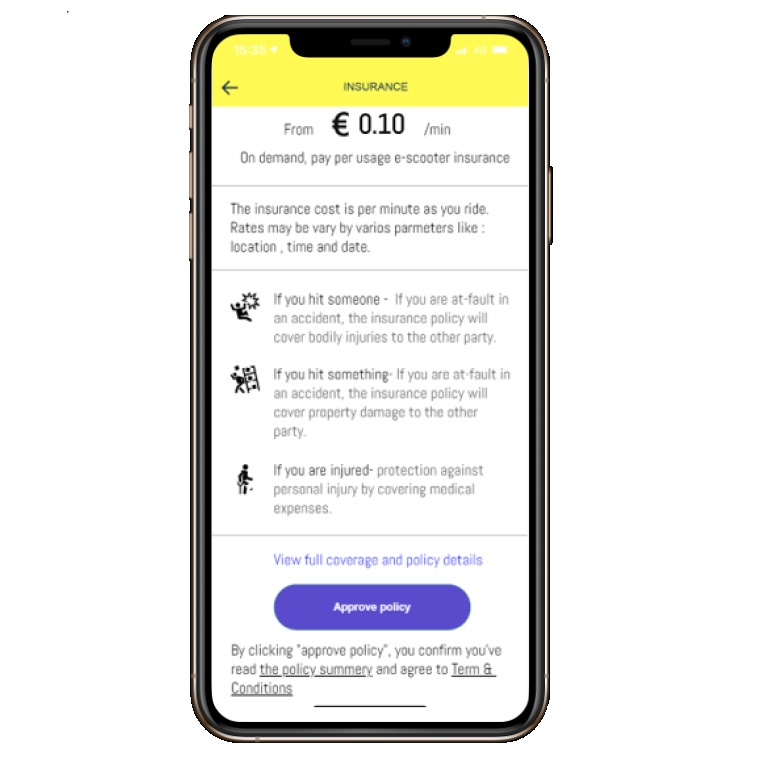 15:35 4G
INSURANCE
From € 0.10 /min
On demand, pay per usage e-scooter insurance
The insurance cost is per minute as you ride.
Rates may be vary by varios parmeters like :
location , time and date.
If you hit someone - If you are at-fault in
an accident, the insurance policy will
cover bodily injuries to the other party.
If you hit something- If you are at-fault in
an accident, the insurance policy will
cover property damage to the other
party.
If you are injured- protection against
personal injury by covering medical
expenses.
View full coverage and policy details
Approve policy
By clicking "approve policy", you confirm you've
read the policy summery and agree to Term &
Conditions